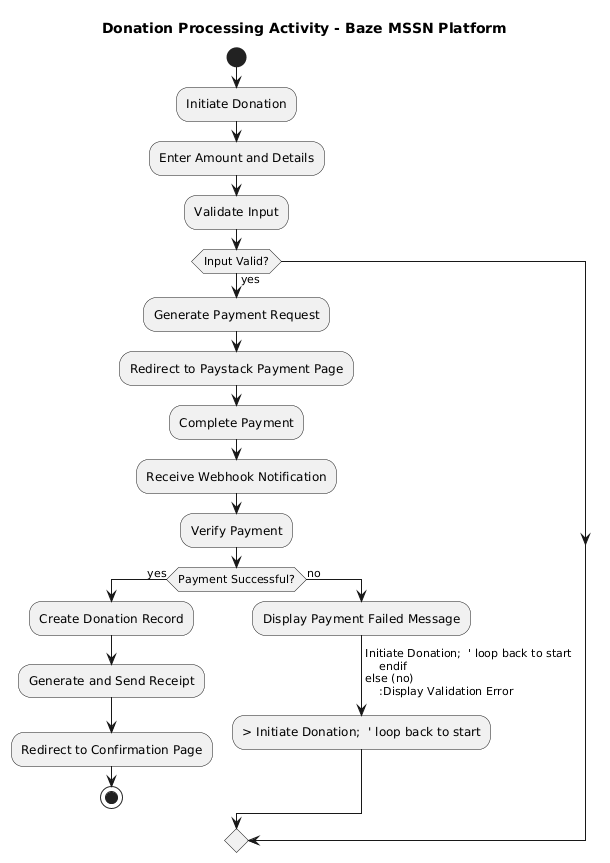 Donation Processing Activity - Baze MSSN Platform
Initiate Donation
Enter Amount and Details
Validate Input
Input Valid?
yes
Generate Payment Request
Redirect to Paystack Payment Page
Complete Payment
Receive Webhook Notification
Verify Payment
yes
Payment Successful?
no
Create Donation Record
Display Payment Failed Message
Initiate Donation;  ' loop back to start
endif
else (no)
:Display Validation Error
Generate and Send Receipt
> Initiate Donation;  ' loop back to start
Redirect to Confirmation Page